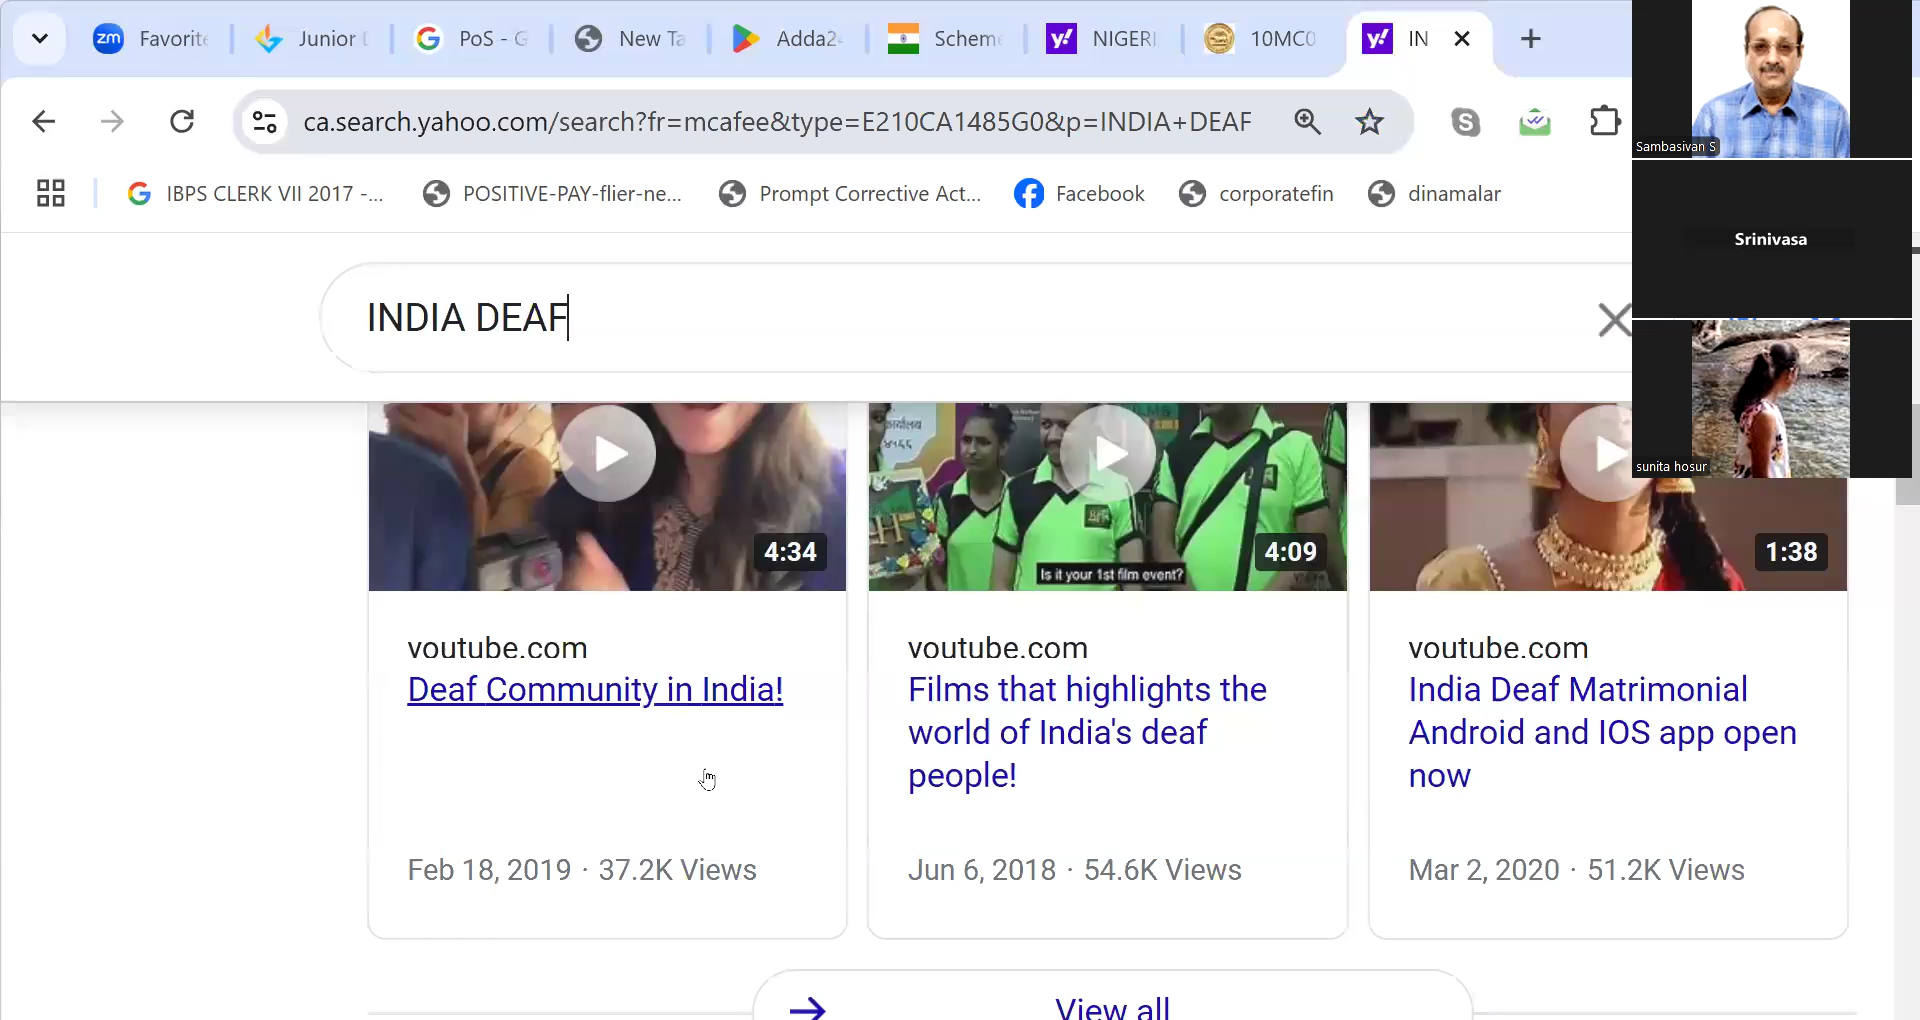 zm Favorite Junior PoS - G New Ta Adda2 Scheme NIGERI 10MC0 IN
ca.search.yahoo.com/search?fr=mcafee&type=E210CA1485G0&p=INDIA+DEAF
IBPS CLERK VII 2017 -... POSITIVE-PAY-flier-ne... Prompt Corrective Act... Facebook corporatefin dinamalar
Sambasivan S
Srinivasa
sunita hosur
INDIA DEAF
Is it your 1st film event?
4:34 4:09 1:38
youtube.com youtube.com youtube.com
Deaf Community in India!
Films that highlights the
world of India's deaf
people!
India Deaf Matrimonial
Android and IOS app open
now
Feb 18, 2019 · 37.2K Views
Jun 6, 2018 · 54.6K Views
Mar 2, 2020 · 51.2K Views
View all